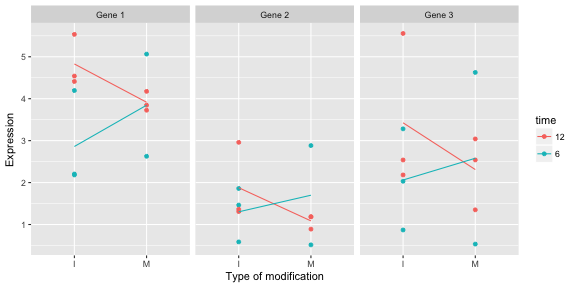 Gene 1 Gene 2 Gene 3
Expression
5
4
3
2
1
I M I M I M
Type of modification
time
12
6